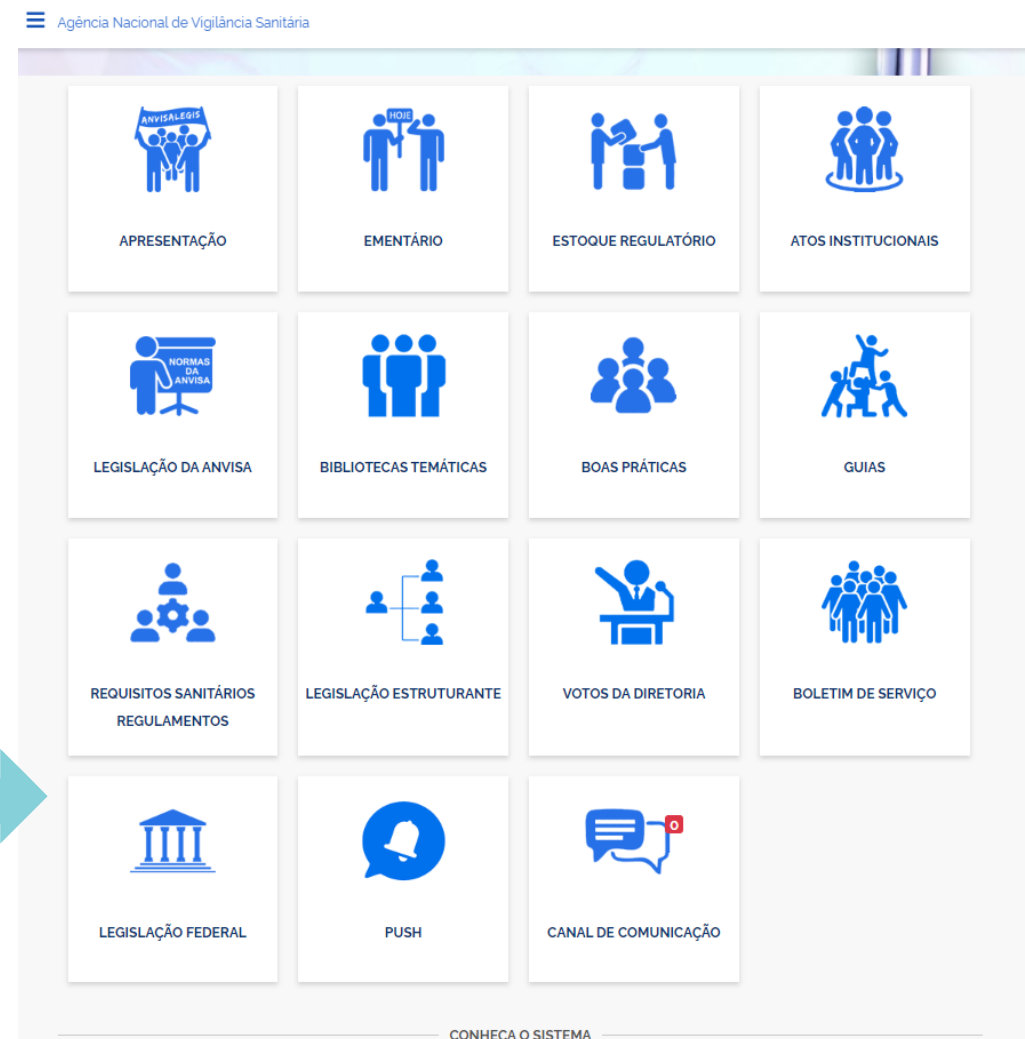 Agência Nacional de Vigilância Sanitária
ANVISALEGIS
APRESENTAÇÃO
HOJE
EMENTÁRIO
ESTOQUE REGULATÓRIO
ATOS INSTITUCIONAIS
NORMAS
DA
ANVISA
LEGISLAÇÃO DA ANVISA
BIBLIOTECAS TEMÁTICAS
BOAS PRÁTICAS
GUIAS
REQUISITOS SANITÁRIOS
REGULAMENTOS
LEGISLAÇÃO ESTRUTURANTE
VOTOS DA DIRETORIA
BOLETIM DE SERVIÇO
LEGISLAÇÃO FEDERAL
PUSH
0
CANAL DE COMUNICAÇÃO
CONHEÇA O SISTEMA